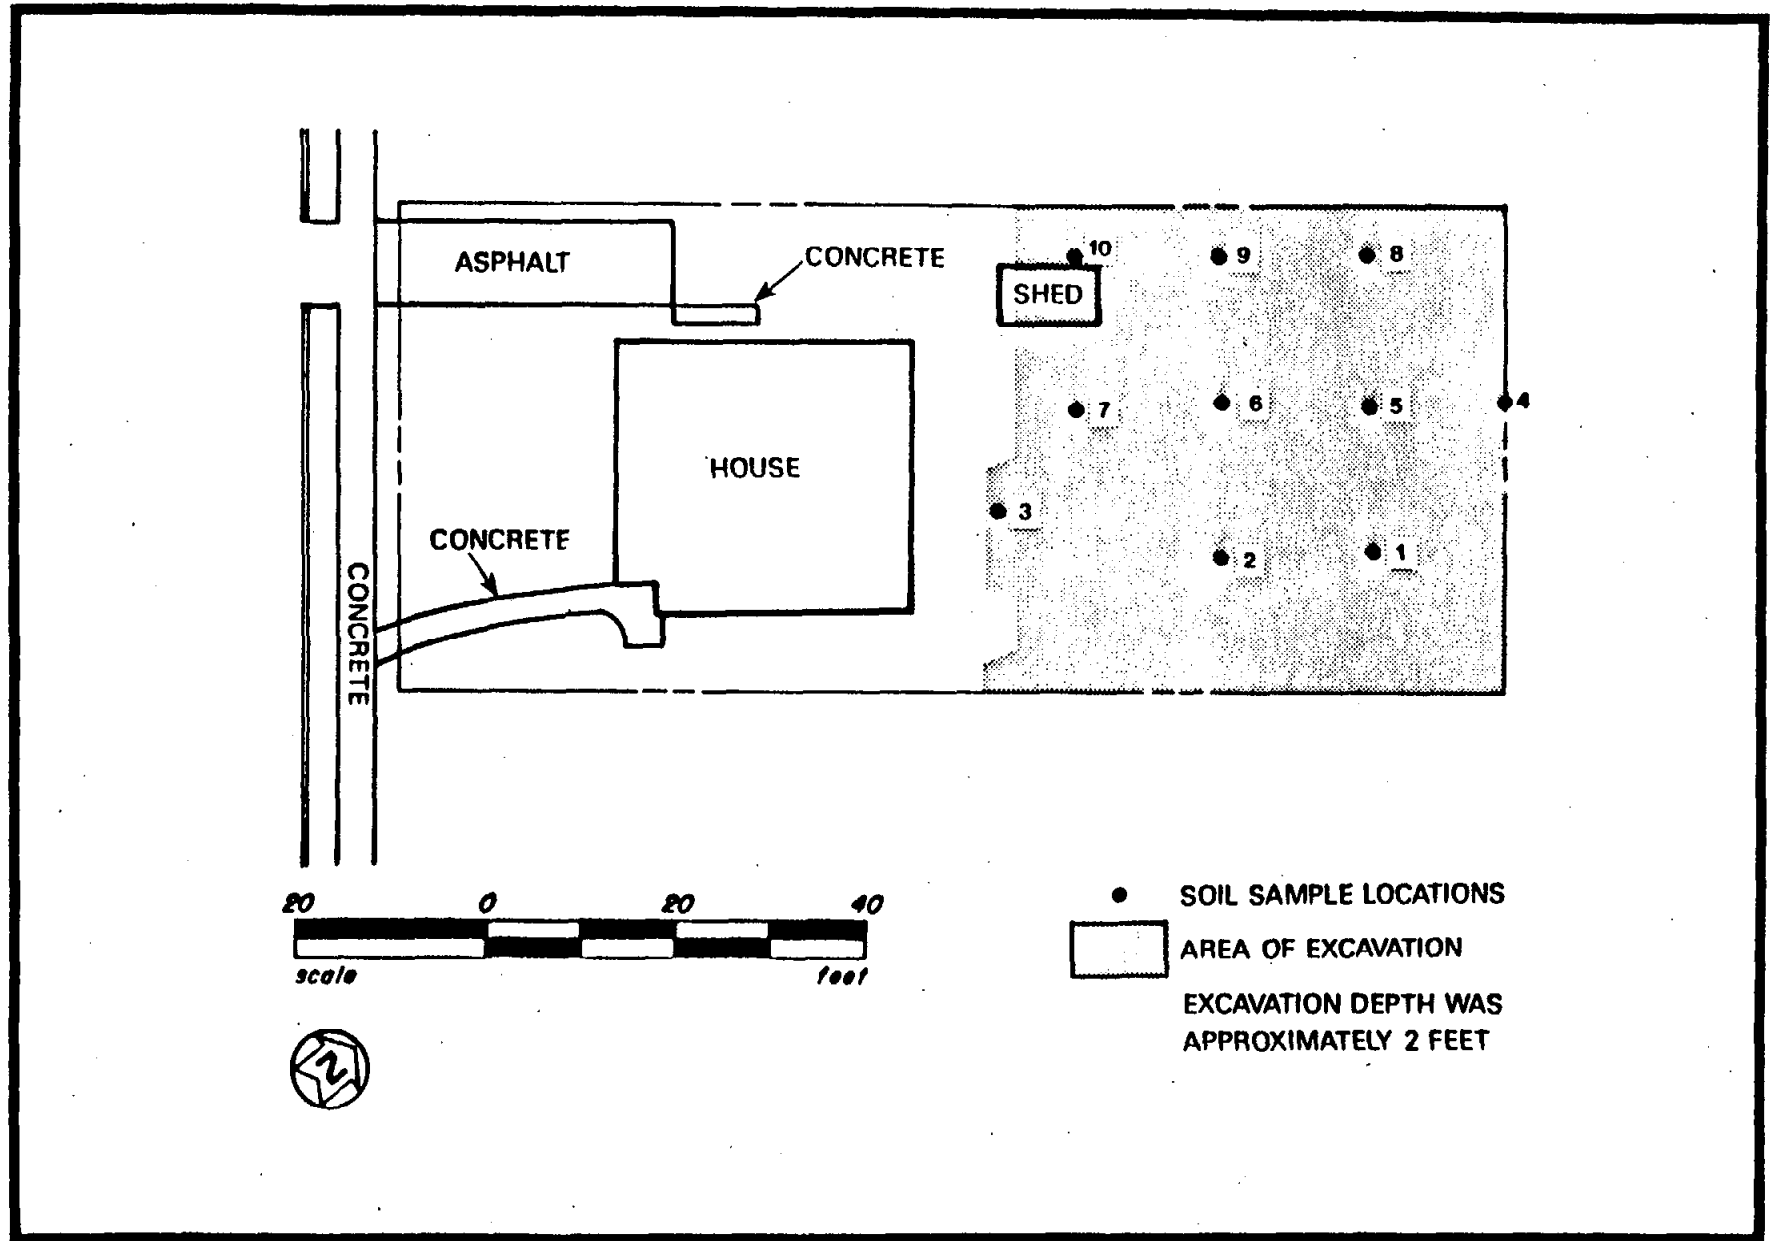 ASPHALT
CONCRETE
10
9
8
SHED
7
6
5
4
HOUSE
3
CONCRETE
2
1
CONCRETE
20 0 20 40
scale feet
SOIL SAMPLE LOCATIONS
AREA OF EXCAVATION
EXCAVATION DEPTH WAS
APPROXIMATELY 2 FEET
N